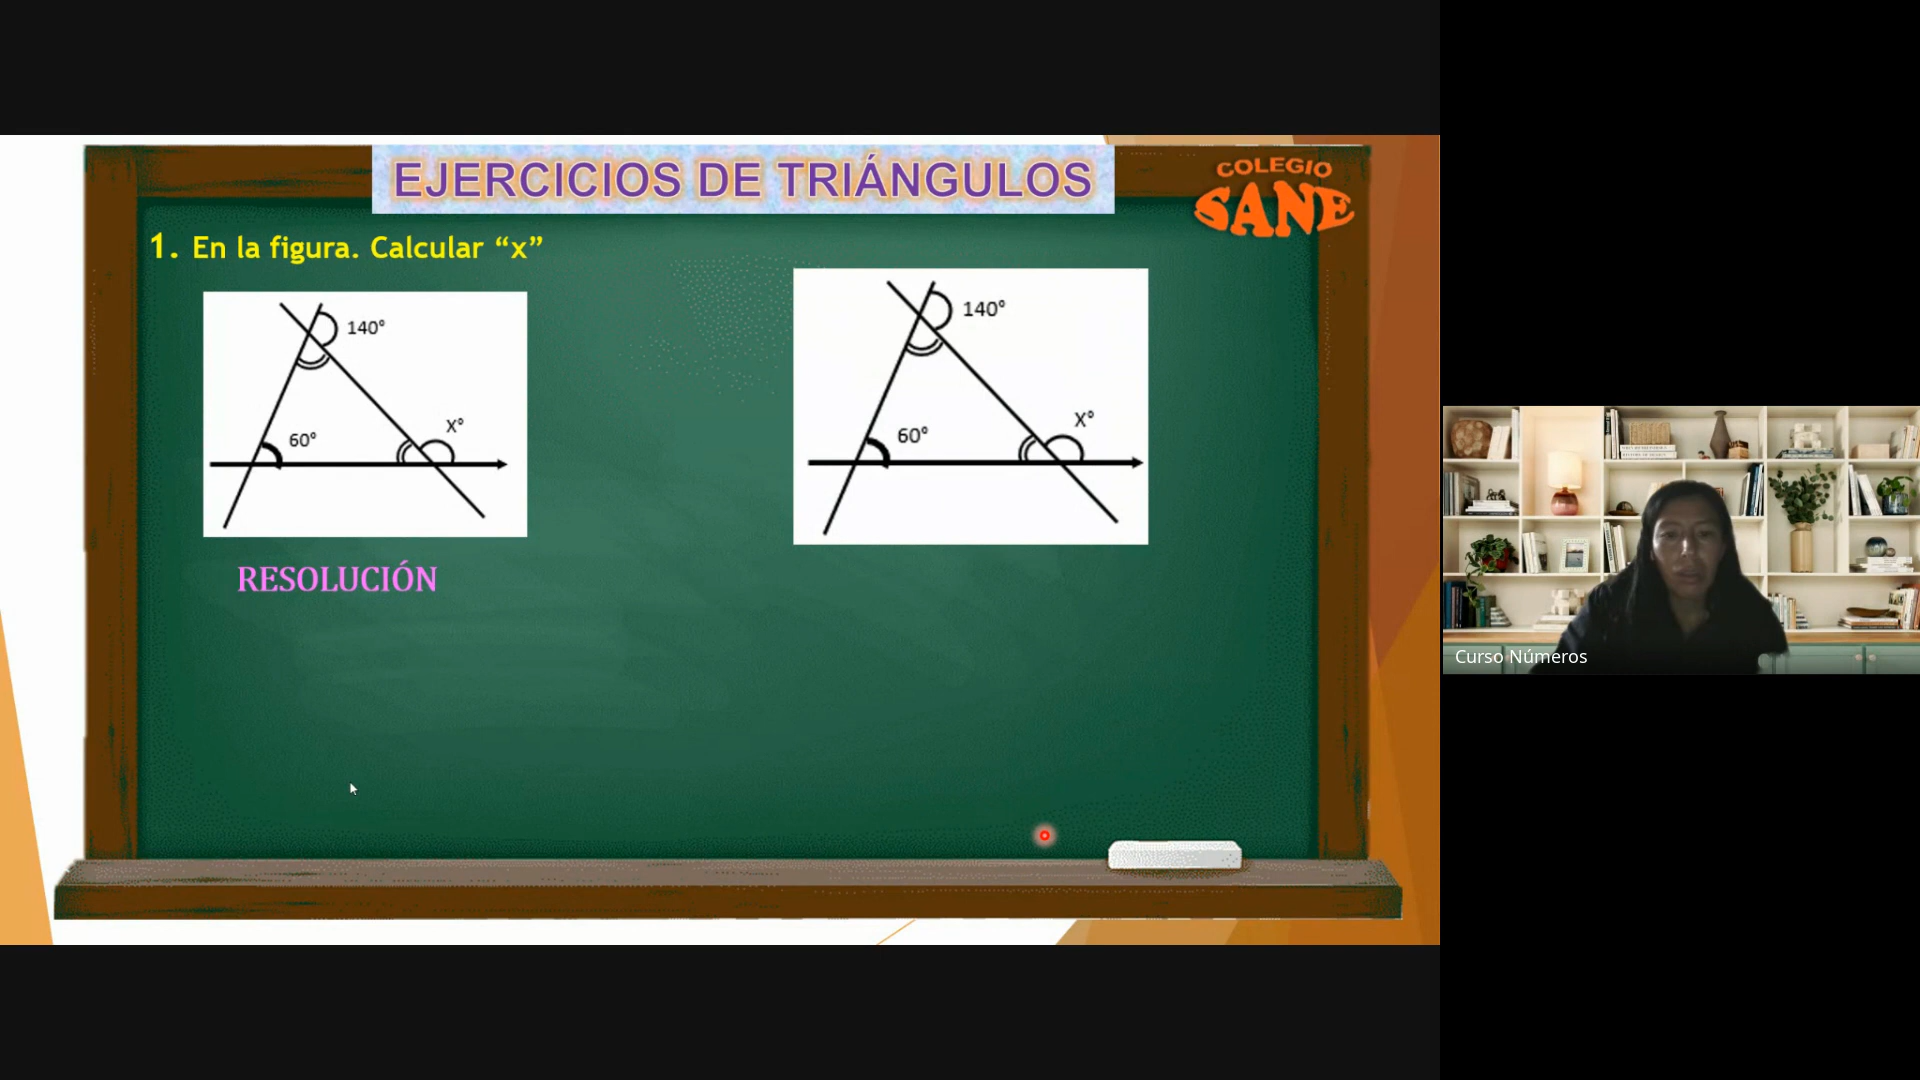 EJERCICIOS DE TRIÁNGULOS
COLEGIO
SANE
1. En la figura. Calcular “x”
140°
60°
X°
140°
60°
X°
RESOLUCIÓN
Curso Números